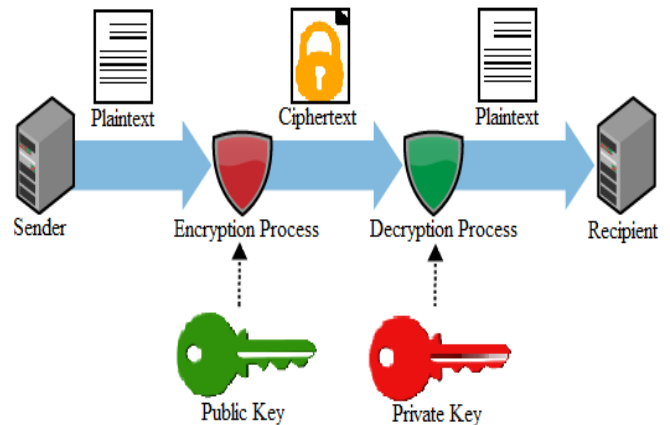 Plaintext
Ciphertext
Plaintext
Sender
Encryption Process
Decryption Process
Recipient
Public Key
Private Key